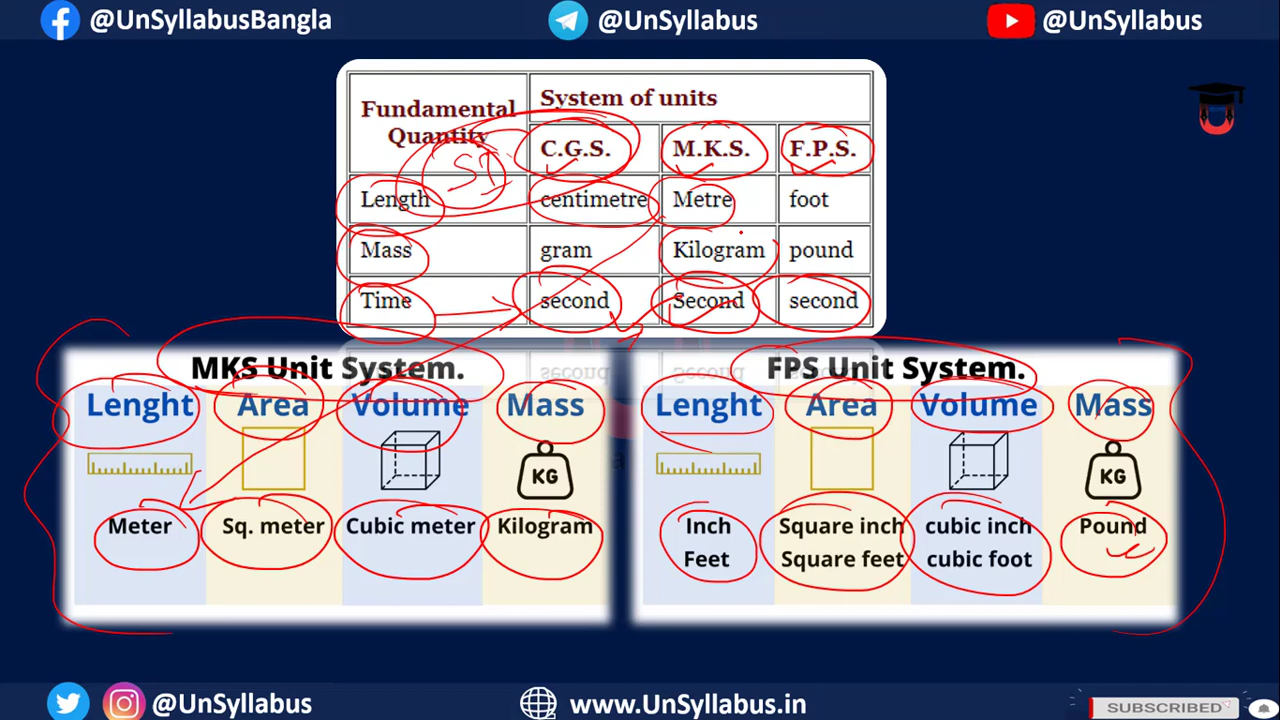 @UnSyllabusBangla @UnSyllabus @UnSyllabus
Fundamental Quantity System of units
C.G.S. M.K.S. F.P.S.
SI
Length centimetre Metre foot
Mass gram Kilogram pound
Time second Second second
second second
MKS Unit System. FPS Unit System.
Lenght Area Volume Mass Lenght Area Volume Mass
KG KG
Meter Sq. meter Cubic meter Kilogram Inch Square inch cubic inch Pound
Feet Square feet cubic foot
@UnSyllabus www.UnSyllabus.in SUBSCRIBED